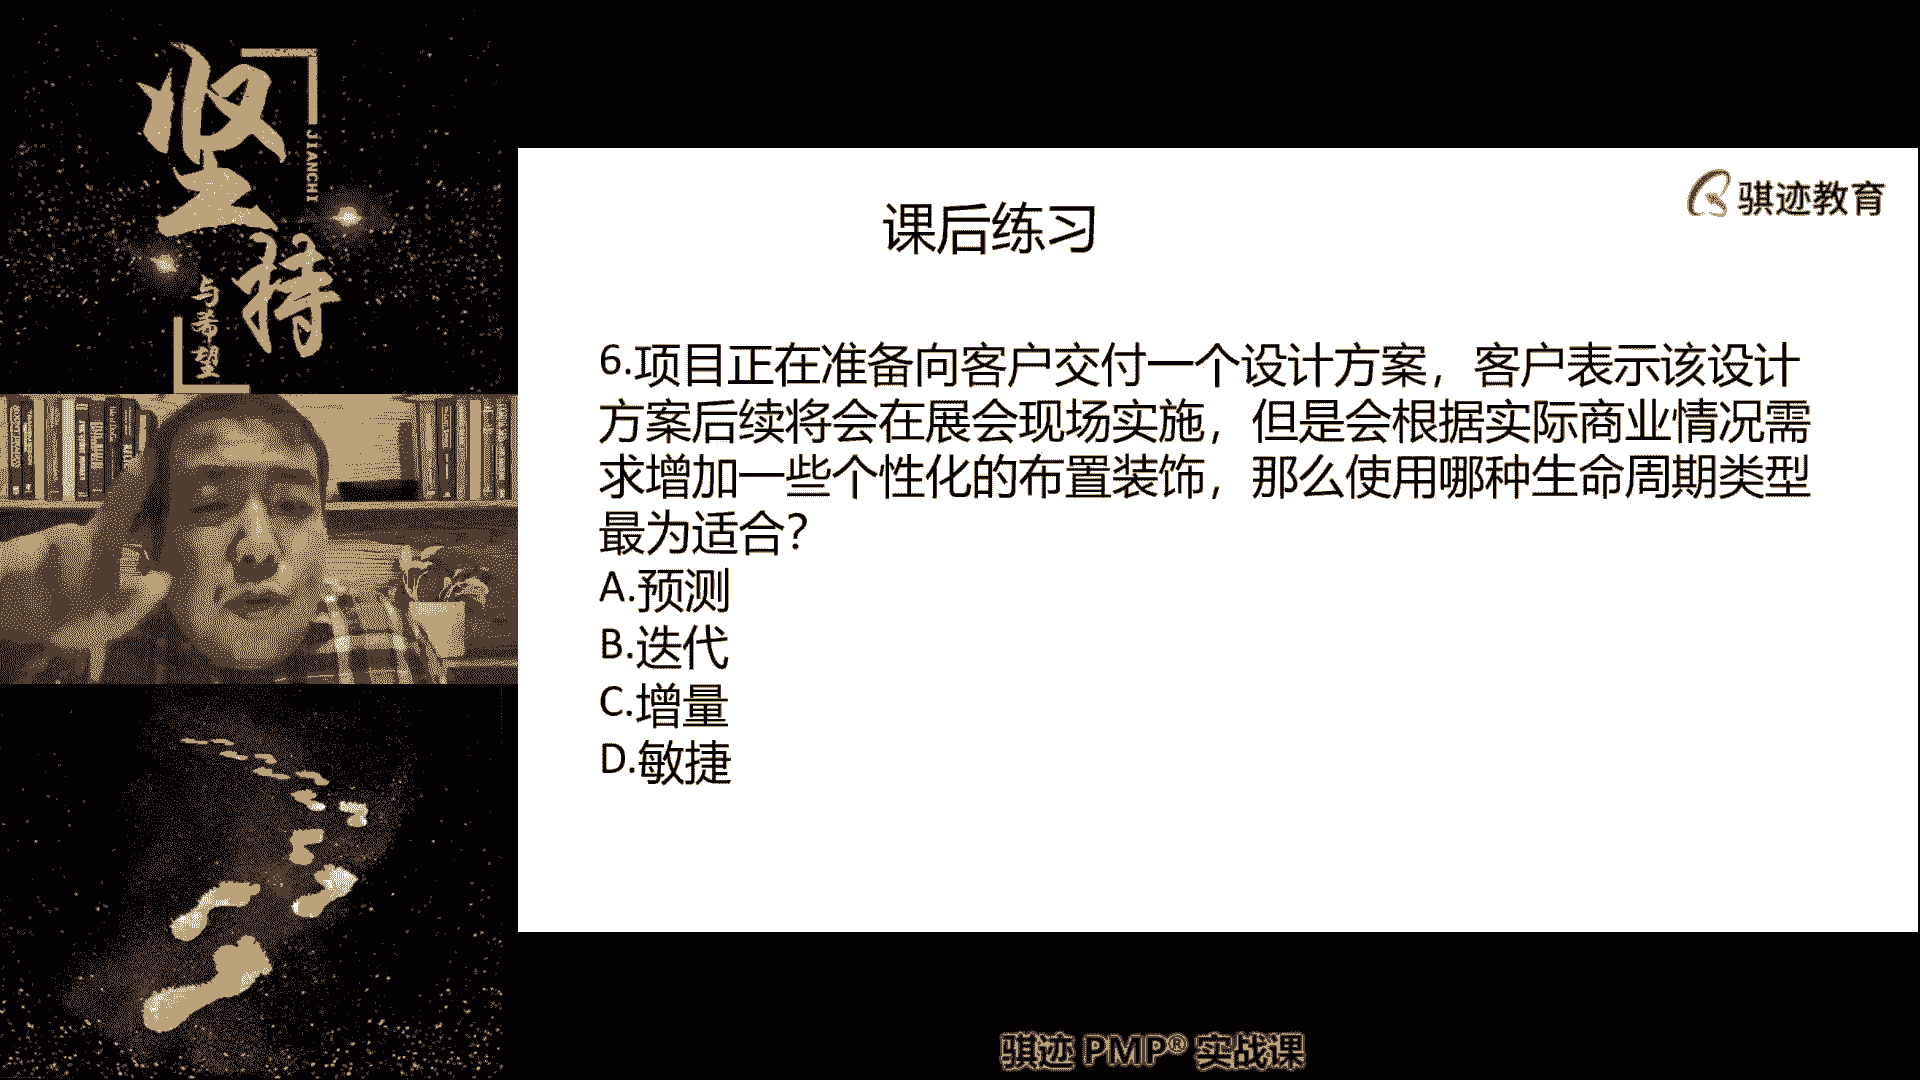 坚持
JIANCHI
与希望
骐迹教育
课后练习
6.项目正在准备向客户交付一个设计方案，客户表示该设计
方案后续将会在展会现场实施，但是会根据实际商业情况需
求增加一些个性化的布置装饰，那么使用哪种生命周期类型
最为适合？
A.预测
B.迭代
C.增量
D.敏捷
骐迹 PMP® 实战课